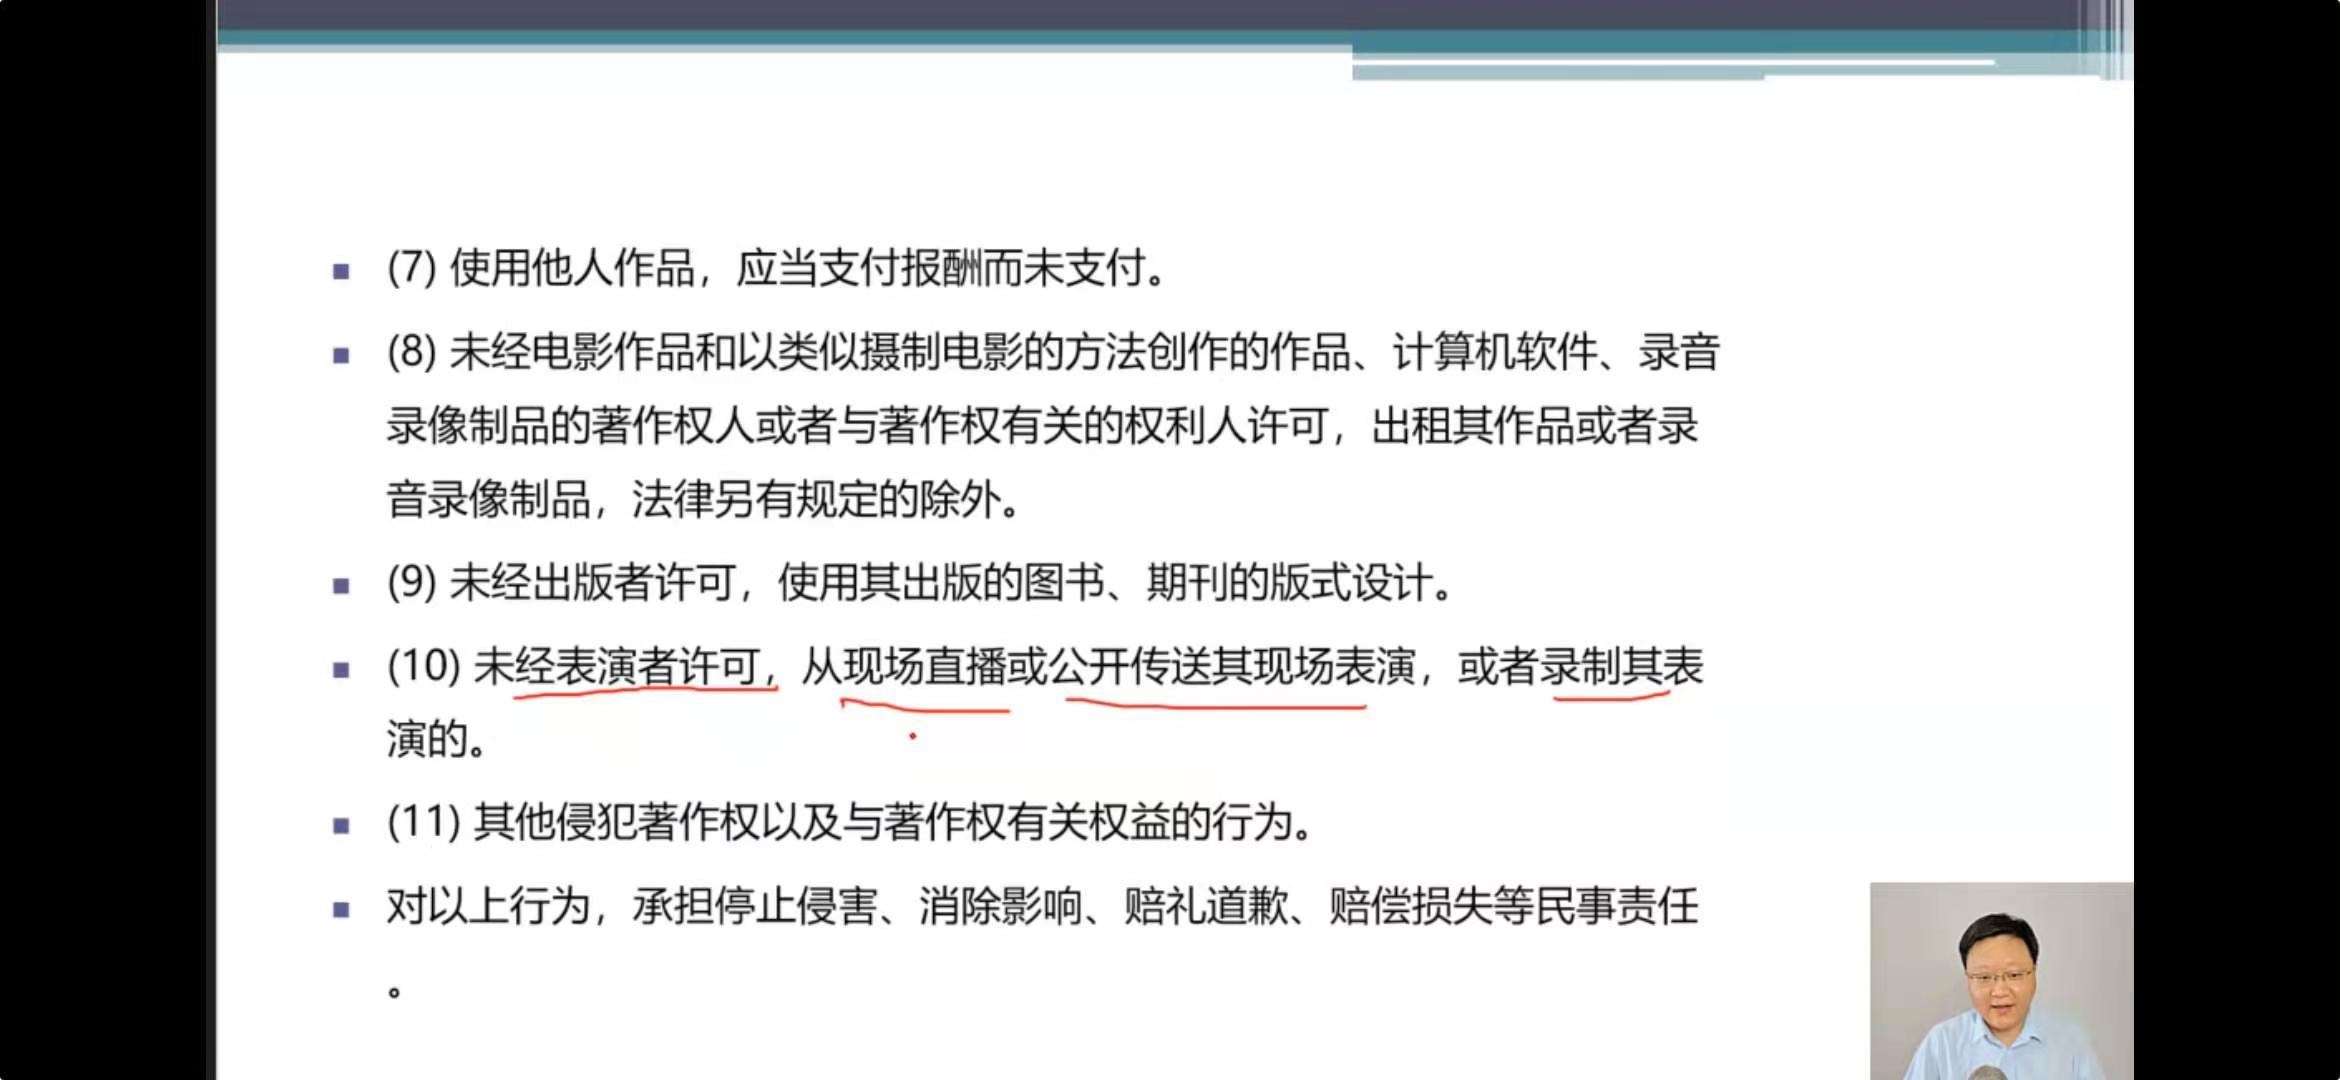 (7) 使用他人作品，应当支付报酬而未支付。
(8) 未经电影作品和以类似摄制电影的方法创作的作品、计算机软件、录音
录像制品的著作权人或者与著作权有关的权利人许可，出租其作品或者录
音录像制品，法律另有规定的除外。
(9) 未经出版者许可，使用其出版的图书、期刊的版式设计。
(10) 未经表演者许可，从现场直播或公开传送其现场表演，或者录制其表
演的。
(11) 其他侵犯著作权以及与著作权有关权益的行为。
对以上行为，承担停止侵害、消除影响、赔礼道歉、赔偿损失等民事责任
。